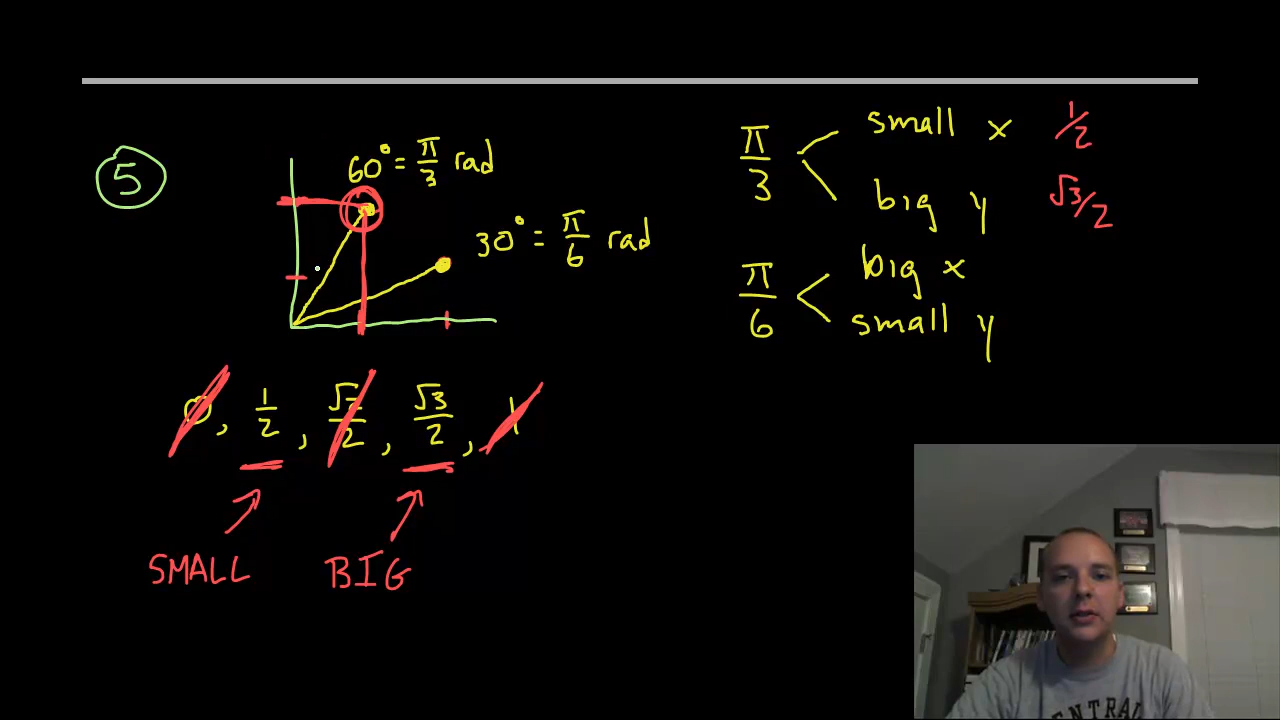 5
60° = π/3 rad
30° = π/6 rad
0, 1/2, √2/2, √3/2, 1
SMALL BIG
π/3 < small x 1/2
big y √3/2
π/6 < big x
small y
CENTRAL